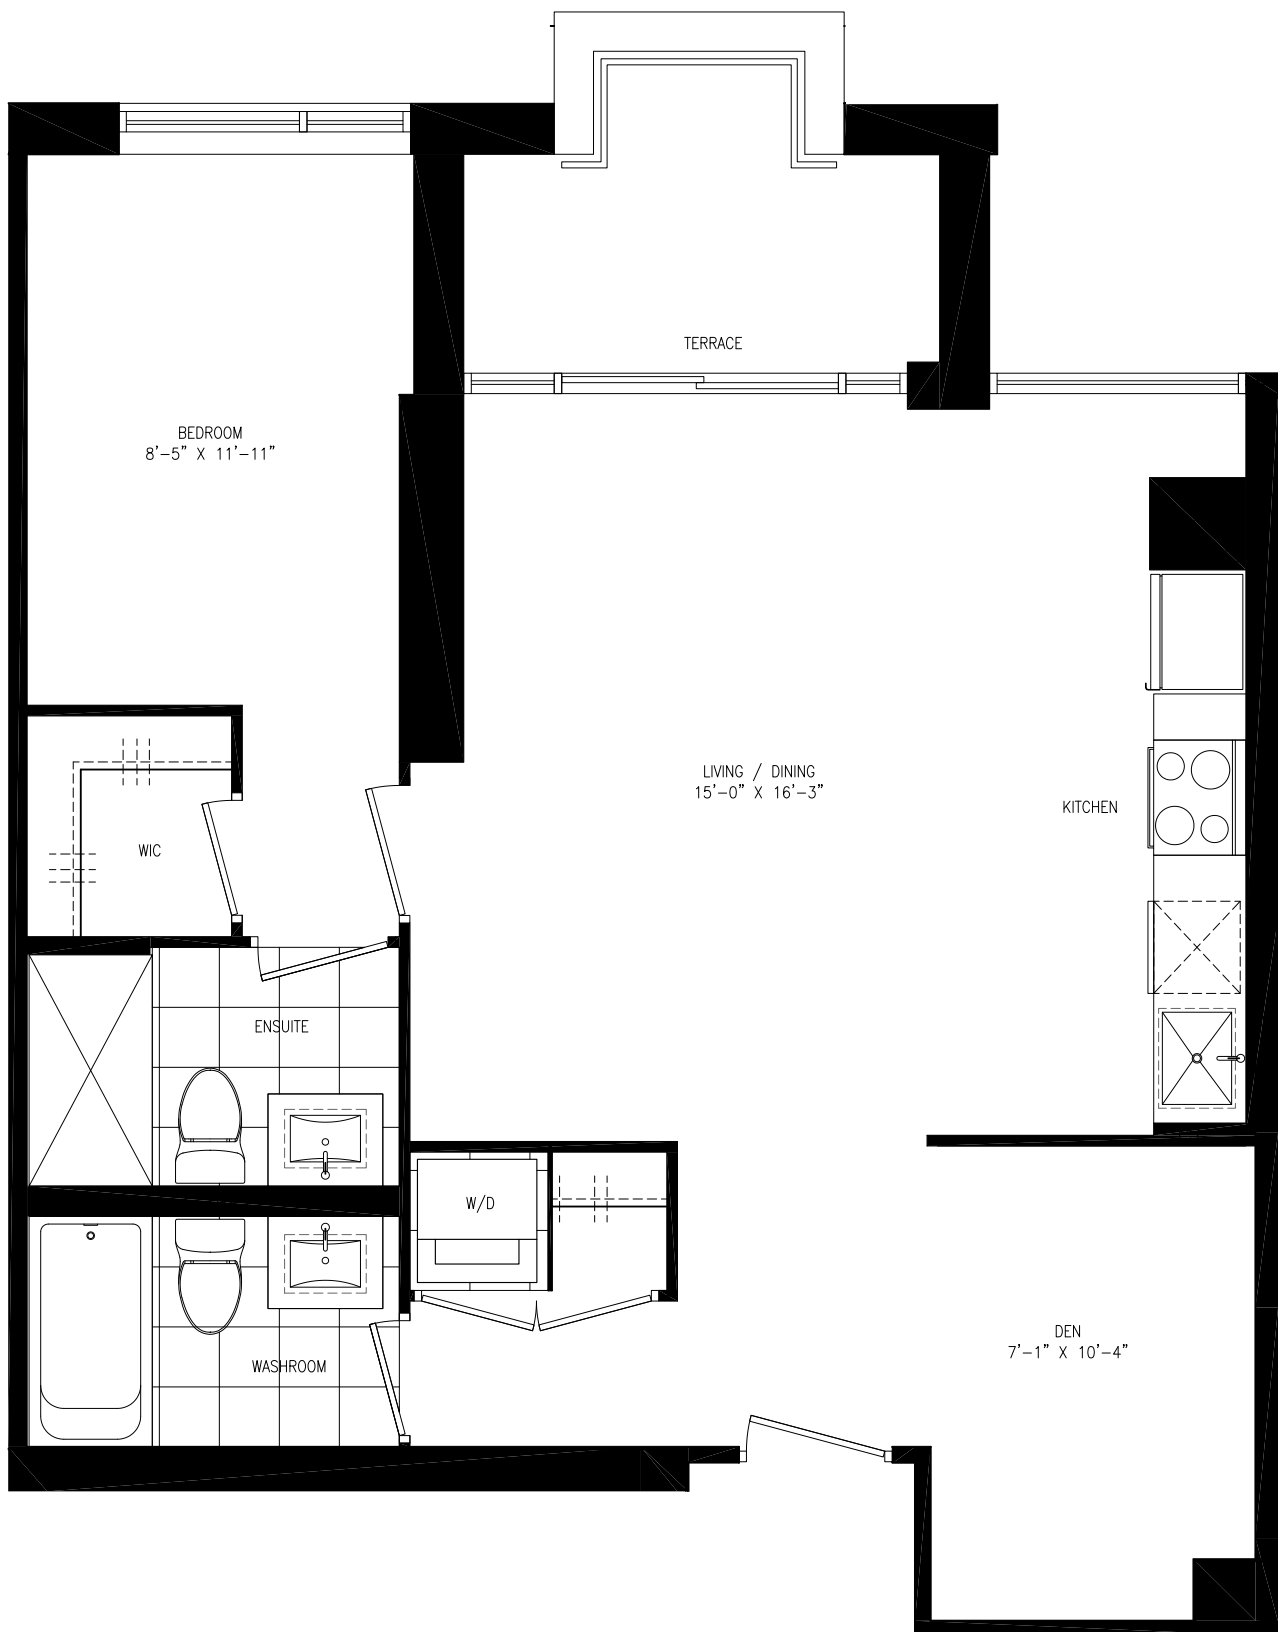 TERRACE
BEDROOM
8'-5" X 11'-11"
LIVING / DINING
15'-0" X 16'-3"
KITCHEN
WIC
ENSUITE
W/D
DEN
7'-1" X 10'-4"
WASHROOM